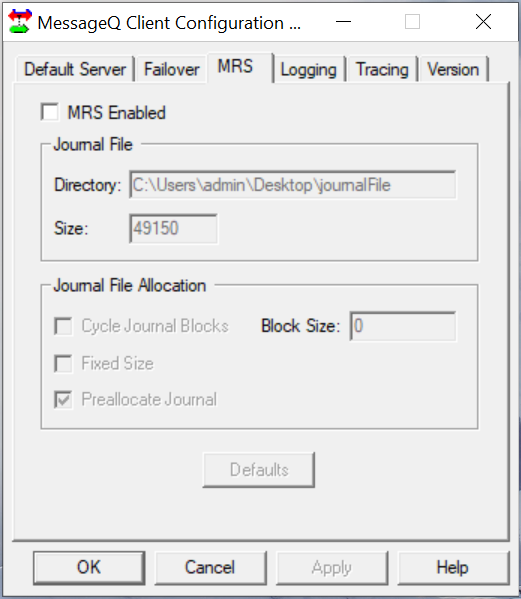 MessageQ Client Configuration ...
Default Server Failover MRS Logging Tracing Version
MRS Enabled
Journal File
Directory: C:\Users\admin\Desktop\journalFile
Size: 49150
Journal File Allocation
Cycle Journal Blocks Block Size: 0
Fixed Size
Preallocate Journal
Defaults
OK Cancel Apply Help